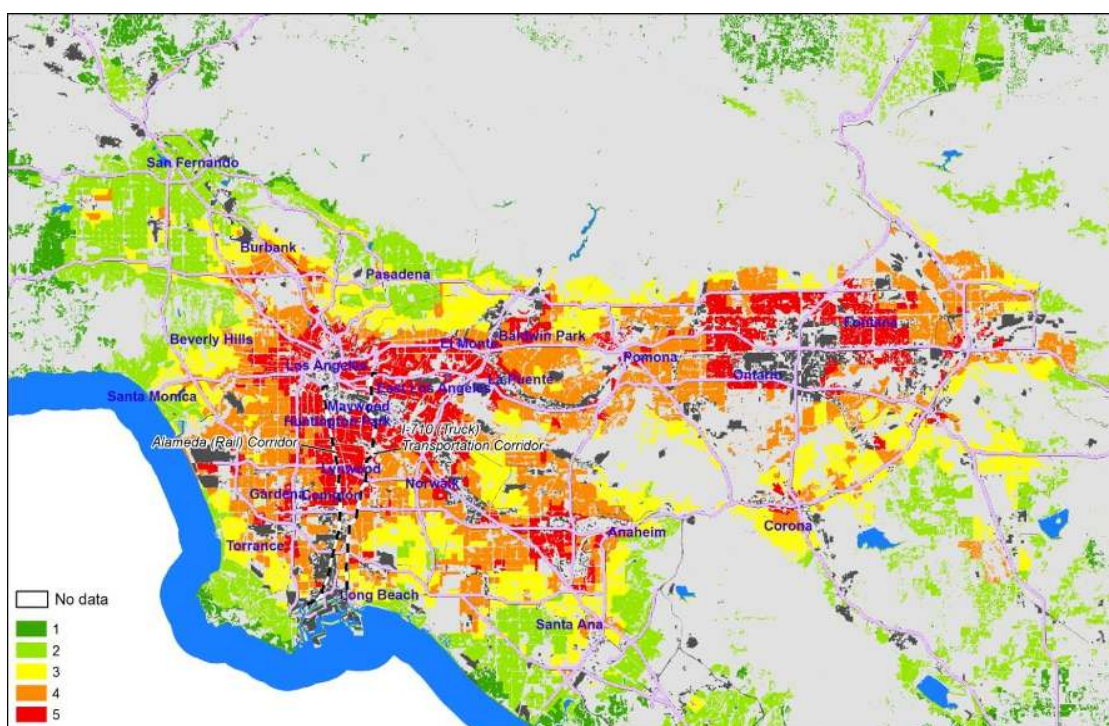 San Fernando
Burbank
Pasadena
Beverly Hills
El Monte
Baldwin Park
Fontana
Los Angeles
Pomona
Ontario
East Los Angeles
La Puente
Santa Monica
Maywood
Huntington Park
I-710 (Truck)
Alameda (Rail) Corridor
Transportation Corridor
Lynwood
Norwalk
Gardena
Compton
Torrance
Anaheim
Corona
Long Beach
Santa Ana
No data
1
2
3
4
5